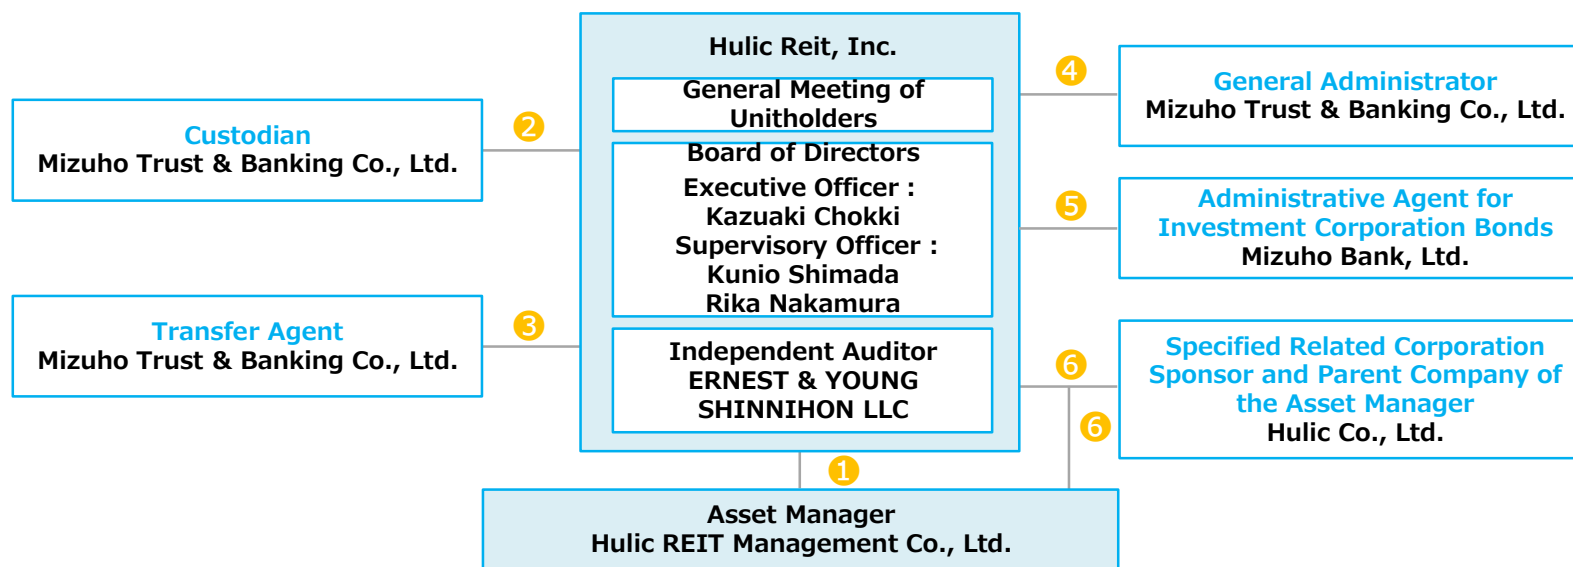 Hulic Reit, Inc.
General Meeting of
Unitholders
Board of Directors
Executive Officer :
Kazuaki Chokki
Supervisory Officer :
Kunio Shimada
Rika Nakamura
Independent Auditor
ERNEST & YOUNG
SHINNIHON LLC
2
Custodian
Mizuho Trust & Banking Co., Ltd.
3
Transfer Agent
Mizuho Trust & Banking Co., Ltd.
4
General Administrator
Mizuho Trust & Banking Co., Ltd.
5
Administrative Agent for
Investment Corporation Bonds
Mizuho Bank, Ltd.
6
Specified Related Corporation
Sponsor and Parent Company of
the Asset Manager
Hulic Co., Ltd.
6
1
Asset Manager
Hulic REIT Management Co., Ltd.